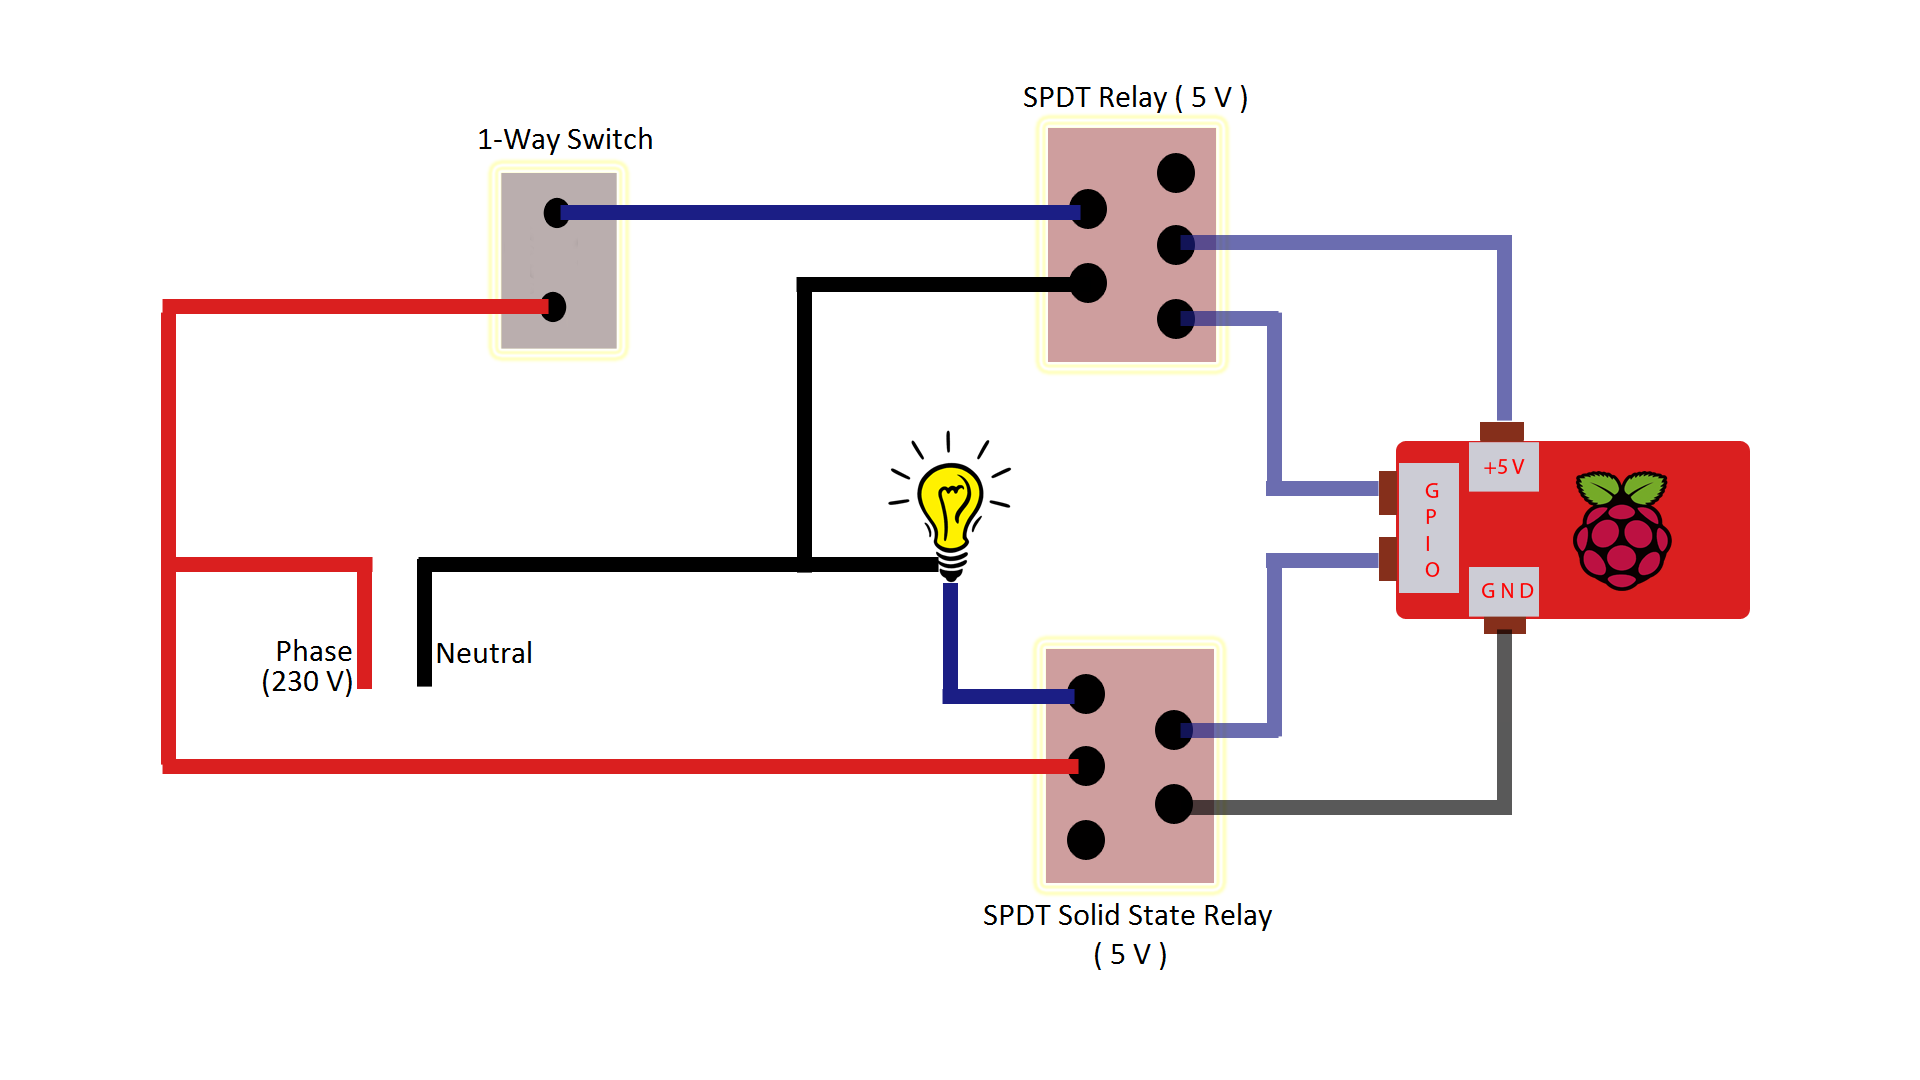 SPDT Relay ( 5 V )
1-Way Switch
+5 V
G
P
I
O
G N D
Phase
(230 V)
Neutral
SPDT Solid State Relay
( 5 V )